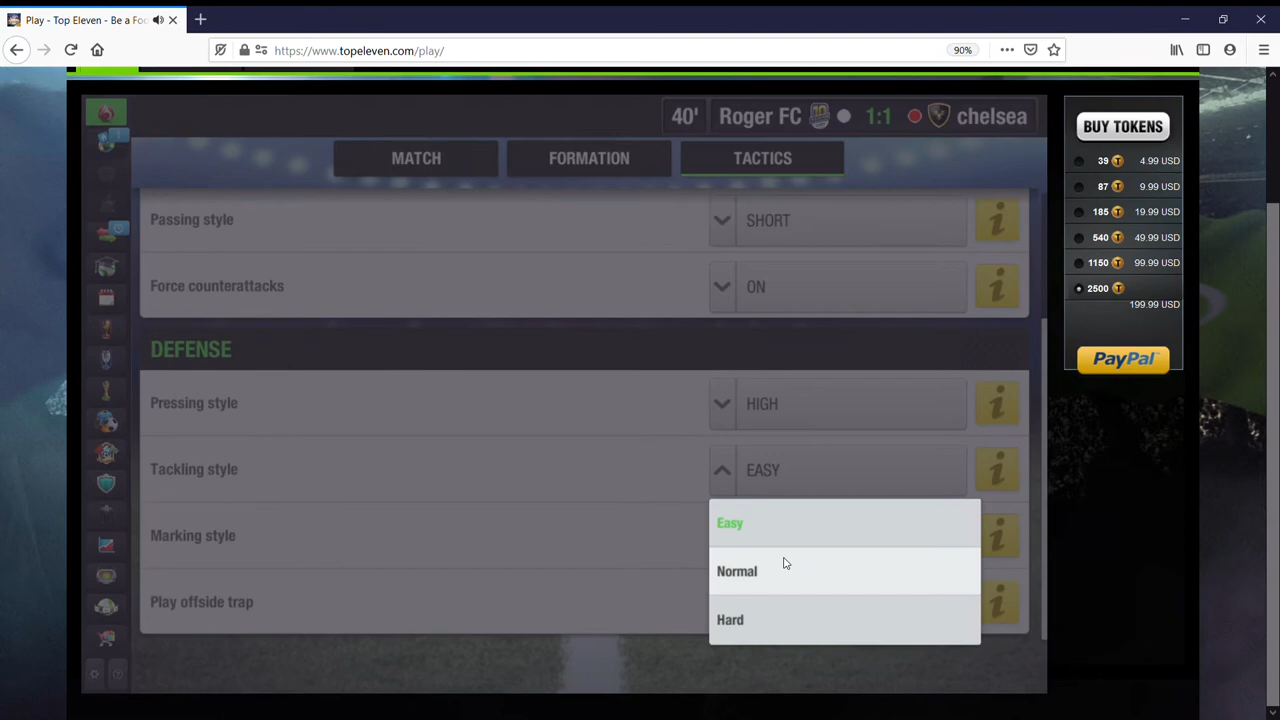 Play - Top Eleven - Be a Foo
https://www.topeleven.com/play/
90%
40' Roger FC 10 1:1 chelsea
MATCH FORMATION TACTICS
Passing style SHORT
Force counterattacks ON
DEFENSE
Pressing style HIGH
Tackling style EASY
Easy
Marking style
Normal
Play offside trap
Hard
BUY TOKENS
39 T 4.99 USD
87 T 9.99 USD
185 T 19.99 USD
540 T 49.99 USD
1150 T 99.99 USD
2500 T
199.99 USD
PayPal